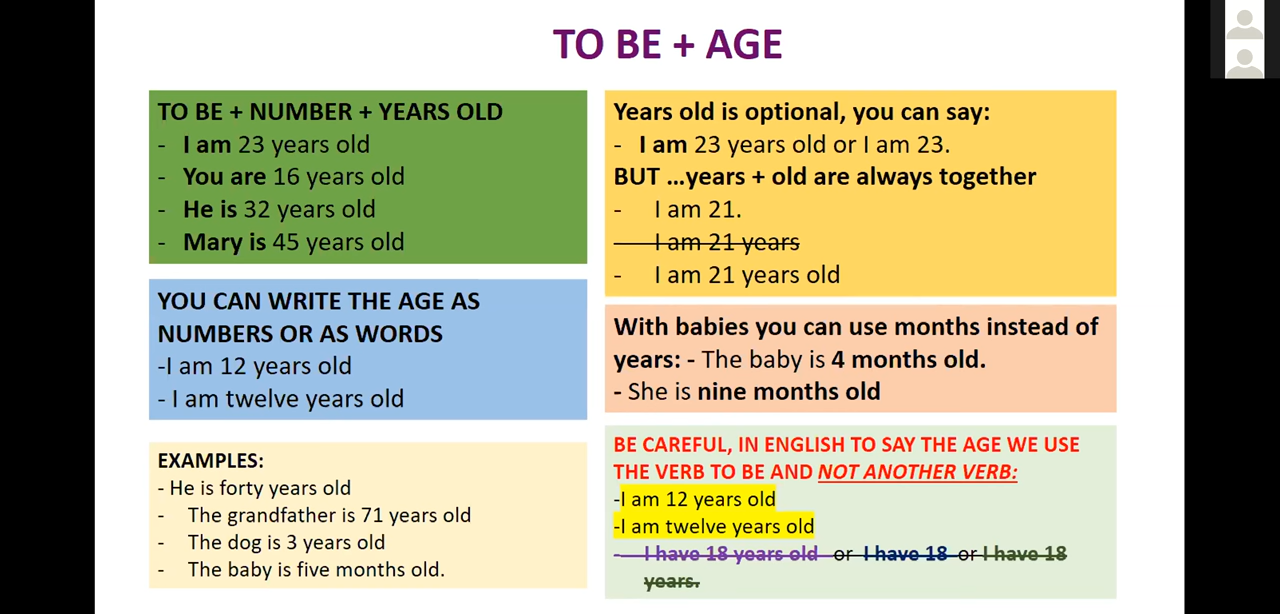 TO BE + AGE
TO BE + NUMBER + YEARS OLD
- I am 23 years old
- You are 16 years old
- He is 32 years old
- Mary is 45 years old
YOU CAN WRITE THE AGE AS
NUMBERS OR AS WORDS
-I am 12 years old
- I am twelve years old
EXAMPLES:
- He is forty years old
- The grandfather is 71 years old
- The dog is 3 years old
- The baby is five months old.
Years old is optional, you can say:
- I am 23 years old or I am 23.
BUT ...years + old are always together
- I am 21.
- I am 21 years
- I am 21 years old
With babies you can use months instead of
years: - The baby is 4 months old.
- She is nine months old
BE CAREFUL, IN ENGLISH TO SAY THE AGE WE USE
THE VERB TO BE AND NOT ANOTHER VERB:
-I am 12 years old
-I am twelve years old
- I have 18 years old or I have 18 or I have 18
years.